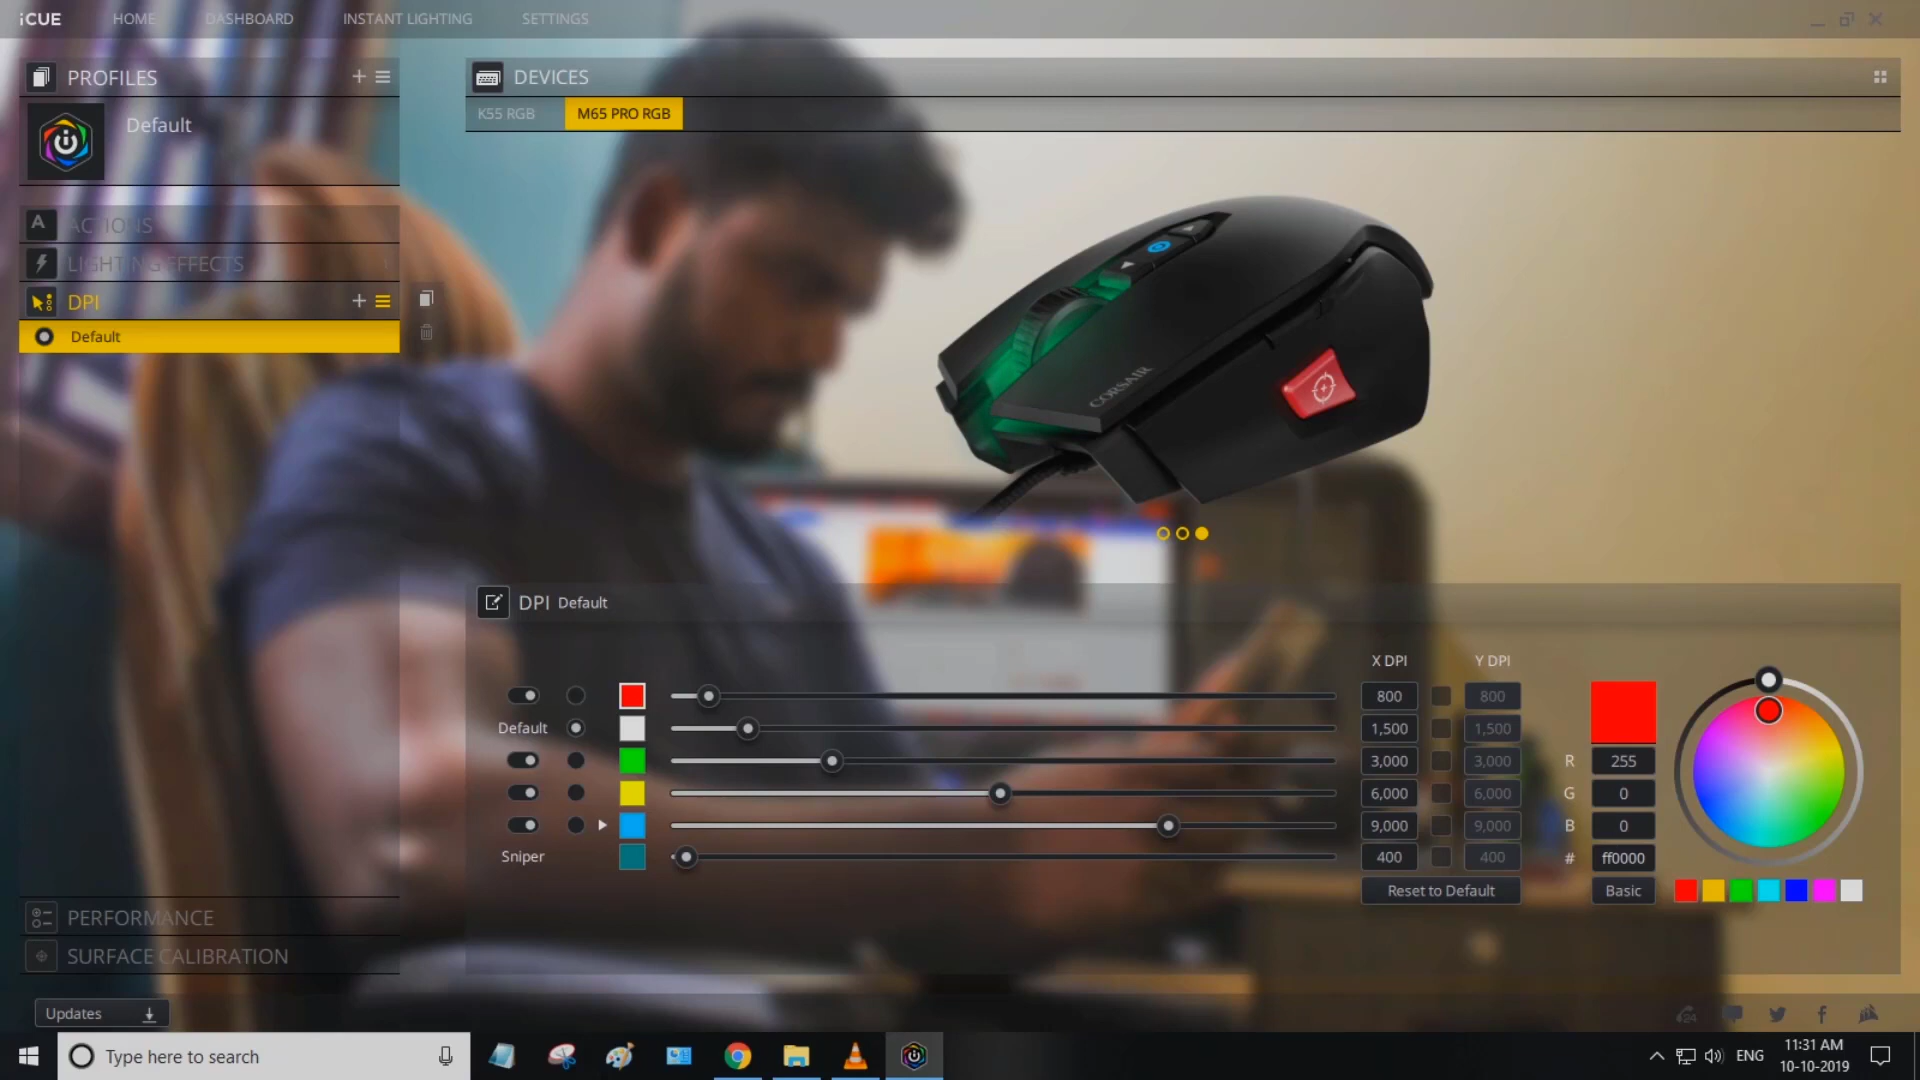 iCUE HOME DASHBOARD INSTANT LIGHTING SETTINGS
PROFILES
Default
ACTIONS
LIGHTING EFFECTS
DPI
Default
PERFORMANCE
SURFACE CALIBRATION
Updates
DEVICES
K55 RGB M65 PRO RGB
CORSAIR
DPI Default
X DPI Y DPI
800 800
Default 1,500 1,500
3,000 3,000
6,000 6,000
9,000 9,000
Sniper 400 400
Reset to Default
R 255
G 0
B 0
# ff0000
Basic
24
Type here to search
ENG
11:31 AM
10-10-2019